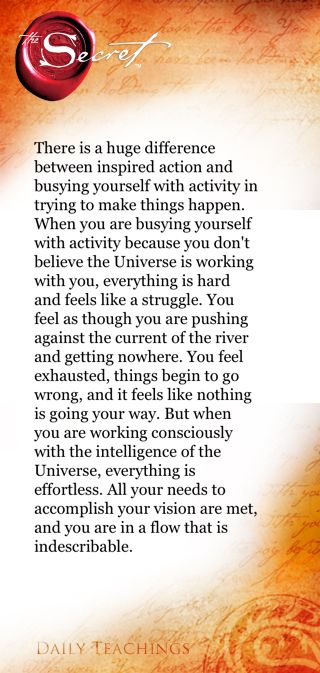 the Secret™
There is a huge difference
between inspired action and
busying yourself with activity in
trying to make things happen.
When you are busying yourself
with activity because you don't
believe the Universe is working
with you, everything is hard
and feels like a struggle. You
feel as though you are pushing
against the current of the river
and getting nowhere. You feel
exhausted, things begin to go
wrong, and it feels like nothing
is going your way. But when
you are working consciously
with the intelligence of the
Universe, everything is
effortless. All your needs to
accomplish your vision are met,
and you are in a flow that is
indescribable.
Daily Teachings